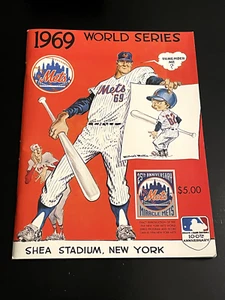 1969 WORLD SERIES
REMEMBER
ME
?
Mets
Mets
69
25TH ANNIVERSARY
Mets
MIRACLE METS
$5.00
100TH
ANNIVERSARY
SHEA STADIUM, NEW YORK